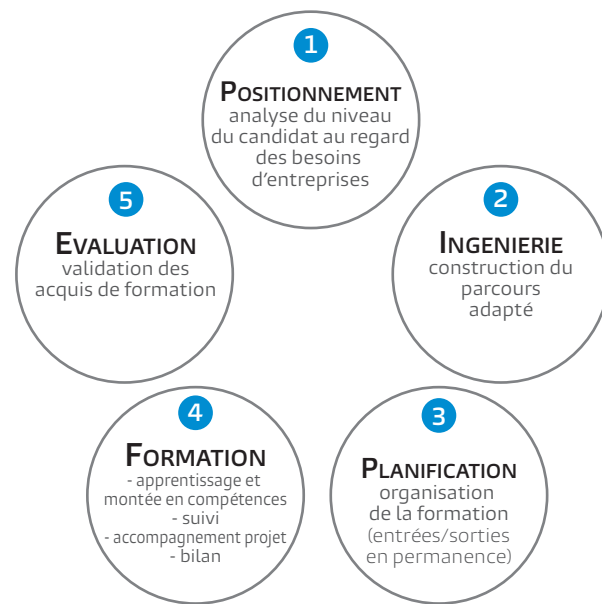 1
POSITIONNEMENT
analyse du niveau
du candidat au regard
des besoins
d'entreprises
2
INGENIERIE
construction du
parcours
adapté
3
PLANIFICATION
organisation
de la formation
(entrées/sorties
en permanence)
4
FORMATION
- apprentissage et
montée en compétences
- suivi
- accompagnement projet
- bilan
5
EVALUATION
validation des
acquis de formation